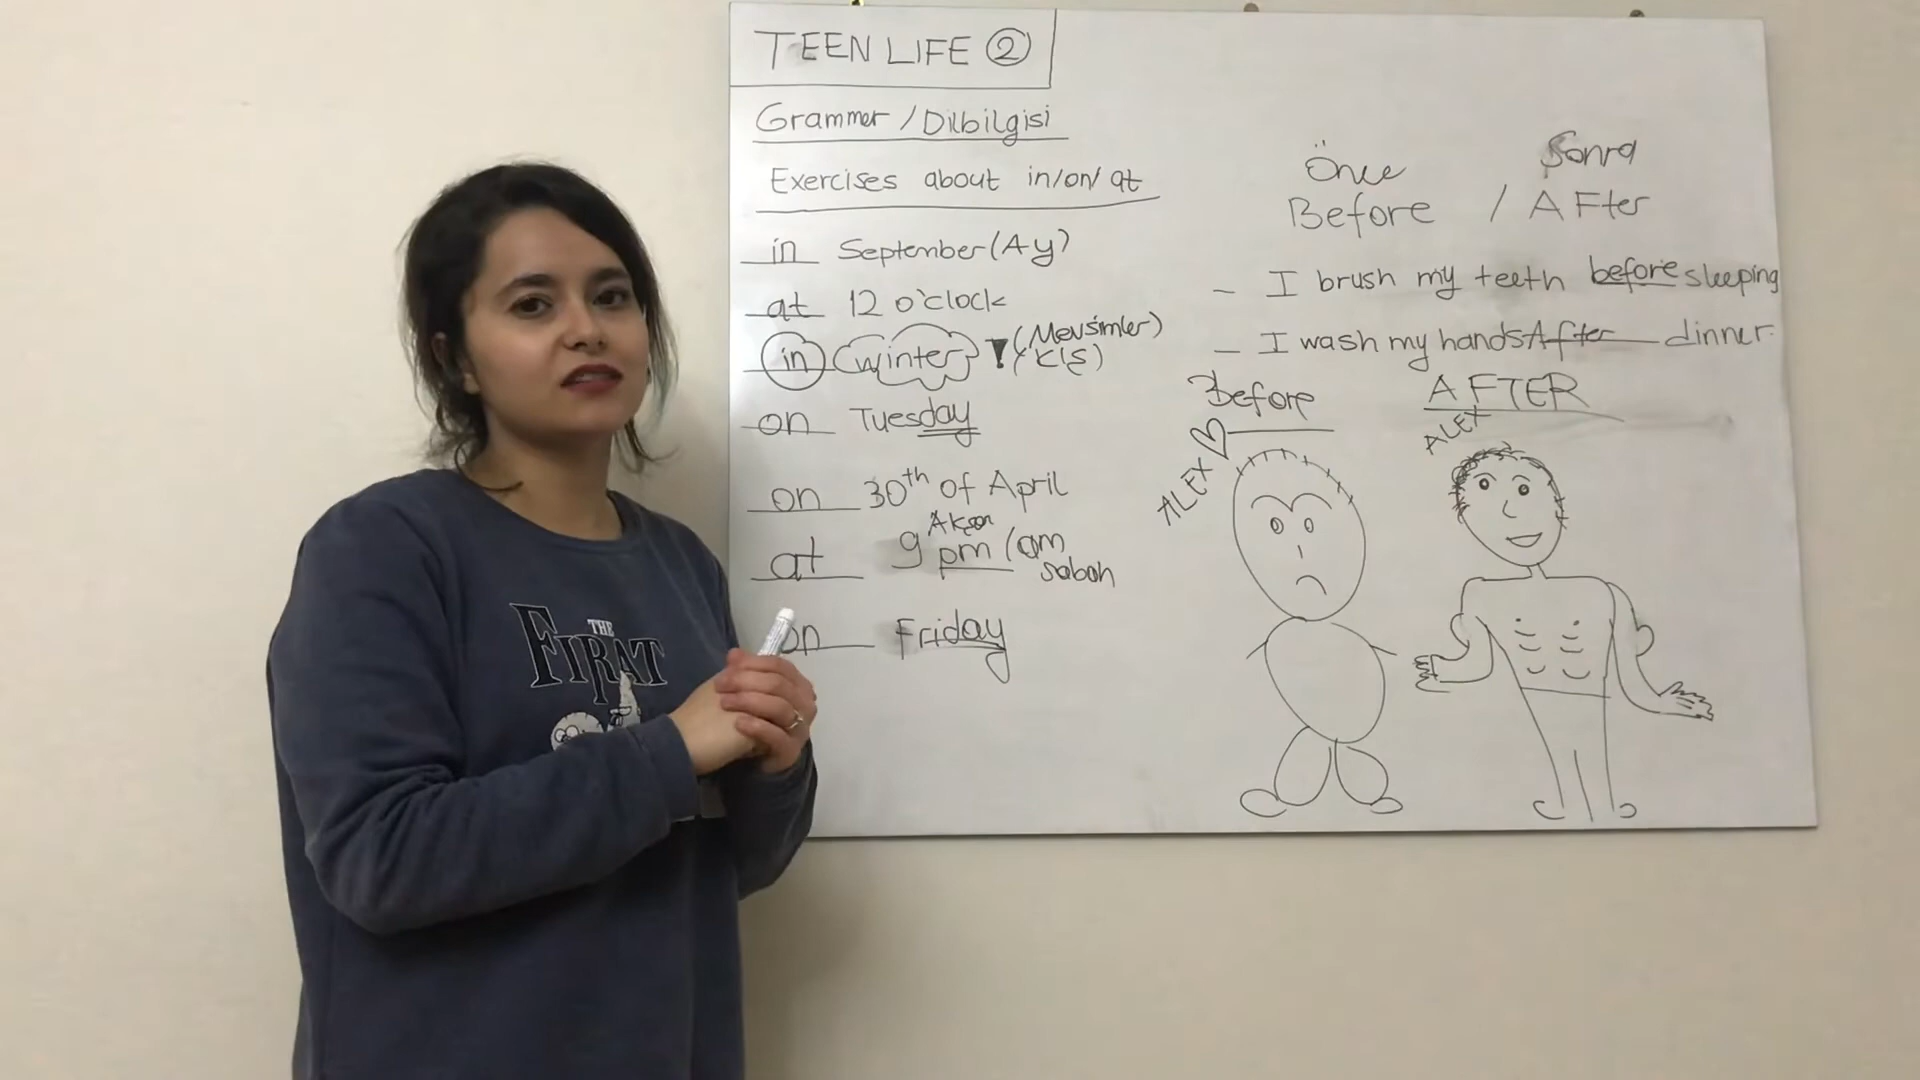 TEEN LIFE ②
Grammer / Dilbilgisi
Exercises about in/on/at
in September (Ay)
at 12 o'clock
in winter ! (Mevsimler)
(Kış)
on Tuesday
on 30th of April
Akşam
at 9 pm / am
sabah
on Friday
Önce Sonra
Before / AFter
- I brush my teeth before sleeping
- I wash my hands After dinner.
Before AFTER
ALEX ♡ ALEX
THE
FIRAT